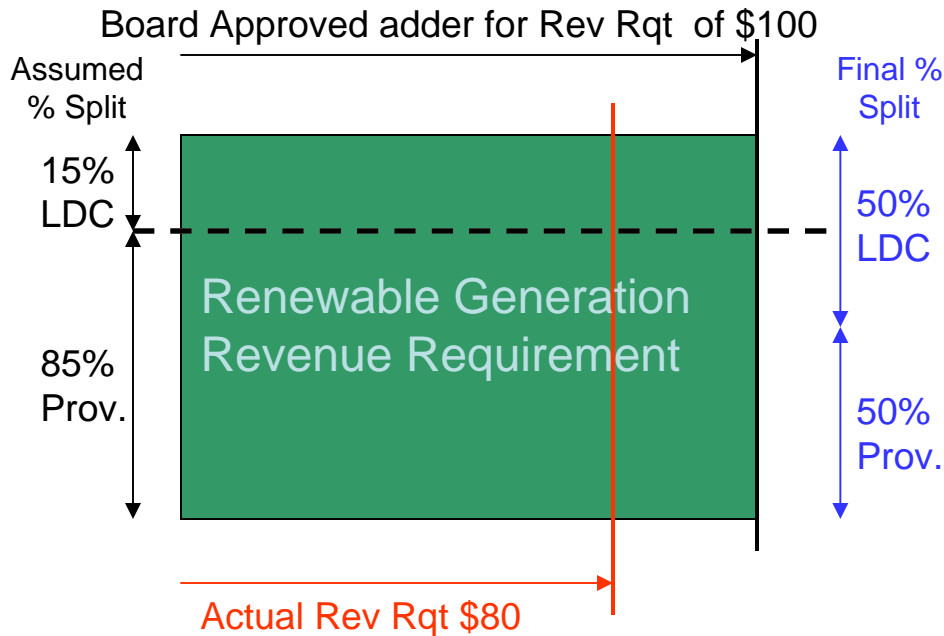 Board Approved adder for Rev Rqt of $100
Assumed
% Split
Final %
Split
15%
LDC
50%
LDC
Renewable Generation
Revenue Requirement
85%
Prov.
50%
Prov.
Actual Rev Rqt $80